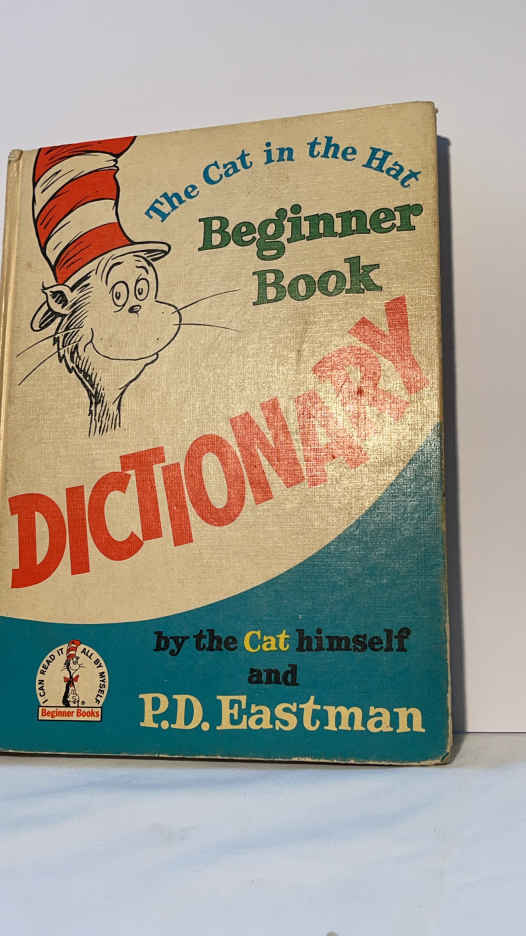 The Cat in the Hat
Beginner
Book
DICTIONARY
by the Cat himself
and
P.D. Eastman
I CAN READ IT ALL BY MYSELF
Beginner Books